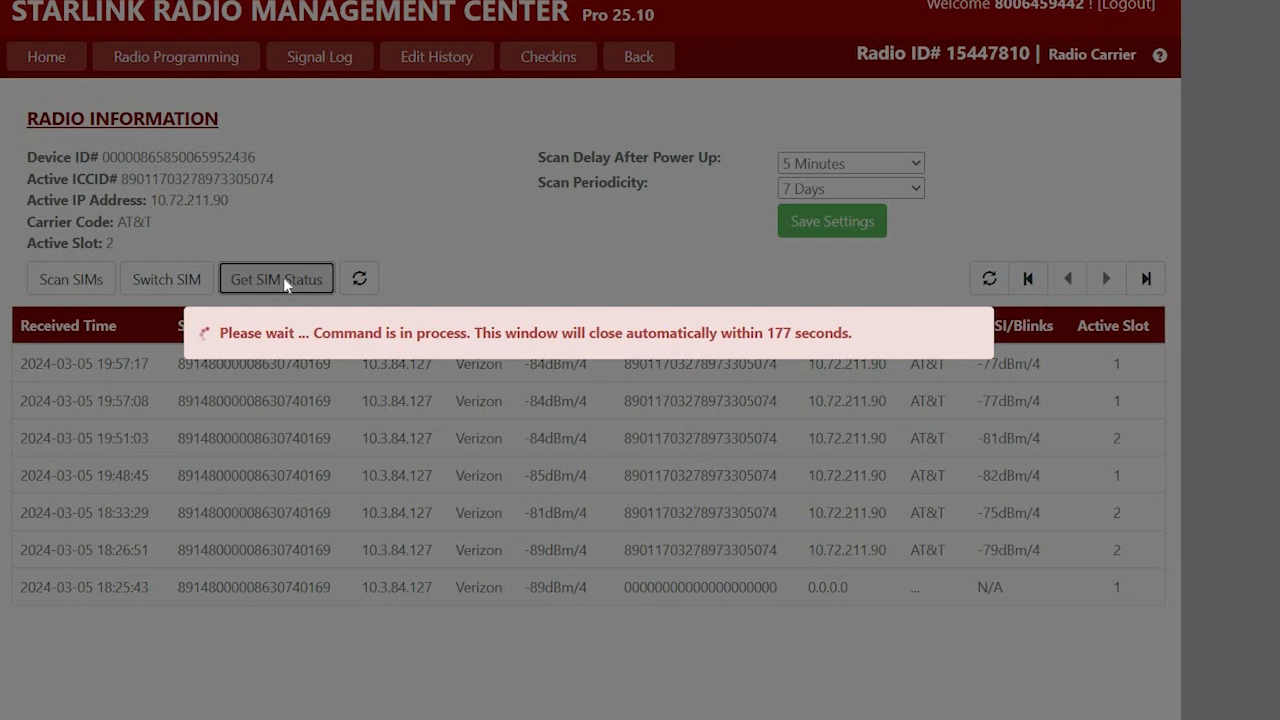 STARLINK RADIO MANAGEMENT CENTER Pro 25.10
Welcome 8006459442 ! [Logout]
Home Radio Programming Signal Log Edit History Checkins Back
Radio ID# 15447810 | Radio Carrier ?
RADIO INFORMATION
Device ID# 00000865850065952436
Active ICCID# 89011703278973305074
Active IP Address: 10.72.211.90
Carrier Code: AT&T
Active Slot: 2
Scan Delay After Power Up: 5 Minutes
Scan Periodicity: 7 Days
Save Settings
Scan SIMs Switch SIM Get SIM Status
Please wait ... Command is in process. This window will close automatically within 177 seconds.
Received Time SI/Blinks Active Slot
2024-03-05 19:57:17 89148000008630740169 10.3.84.127 Verizon -84dBm/4 89011703278973305074 10.72.211.90 AT&T -77dBm/4 1
2024-03-05 19:57:08 89148000008630740169 10.3.84.127 Verizon -84dBm/4 89011703278973305074 10.72.211.90 AT&T -77dBm/4 1
2024-03-05 19:51:03 89148000008630740169 10.3.84.127 Verizon -84dBm/4 89011703278973305074 10.72.211.90 AT&T -81dBm/4 2
2024-03-05 19:48:45 89148000008630740169 10.3.84.127 Verizon -85dBm/4 89011703278973305074 10.72.211.90 AT&T -82dBm/4 1
2024-03-05 18:33:29 89148000008630740169 10.3.84.127 Verizon -81dBm/4 89011703278973305074 10.72.211.90 AT&T -75dBm/4 2
2024-03-05 18:26:51 89148000008630740169 10.3.84.127 Verizon -89dBm/4 89011703278973305074 10.72.211.90 AT&T -79dBm/4 2
2024-03-05 18:25:43 89148000008630740169 10.3.84.127 Verizon -89dBm/4 00000000000000000000 0.0.0.0 ... N/A 1